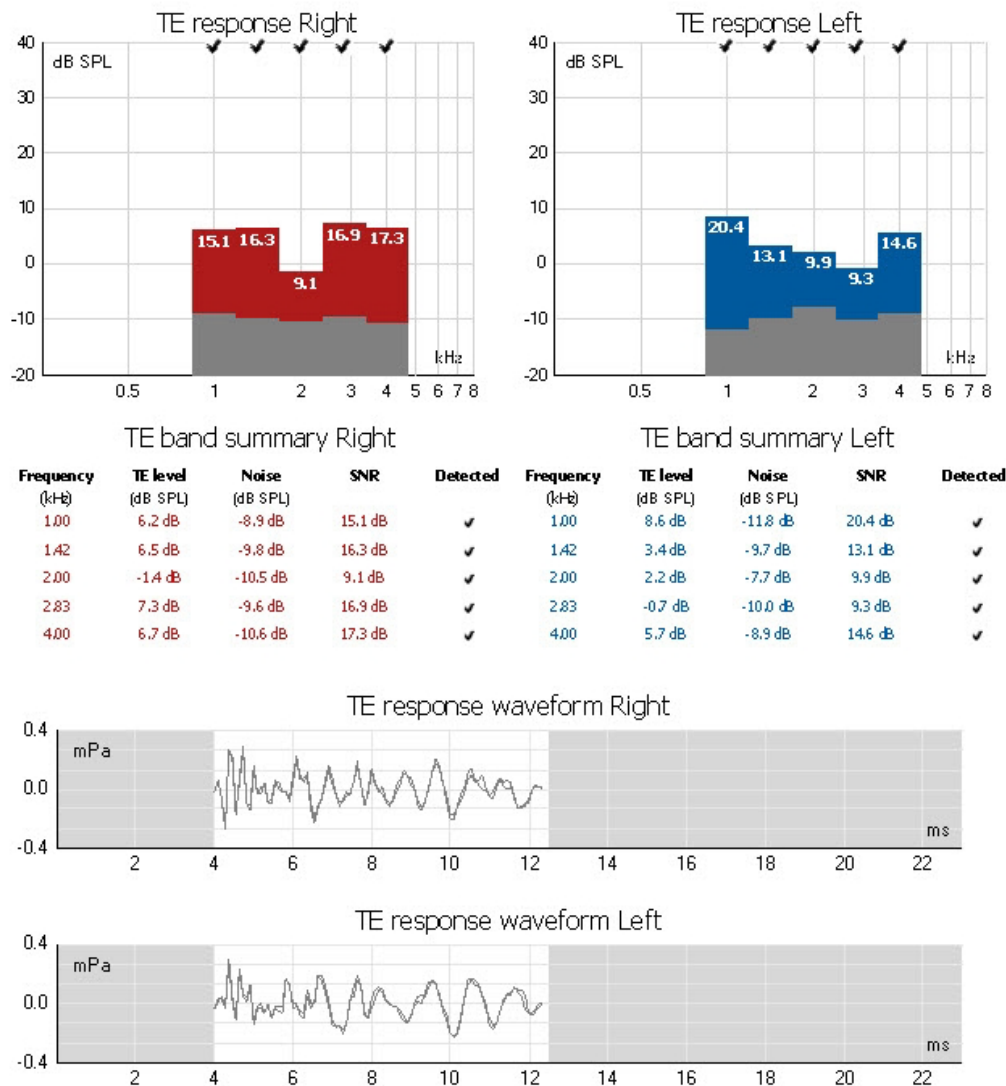 TE response Right
TE response Left
40
dB SPL
30
20
10
0
-10
-20
15.1 16.3 9.1 16.9 17.3
kHz
0.5 1 2 3 4 5 6 7 8
40
dB SPL
30
20
10
0
-10
-20
20.4 13.1 9.9 9.3 14.6
kHz
0.5 1 2 3 4 5 6 7 8
TE band summary Right
Frequency TE level Noise SNR Detected
(kHz) (dB SPL) (dB SPL)
1.00 6.2 dB -8.9 dB 15.1 dB ✔
1.42 6.5 dB -9.8 dB 16.3 dB ✔
2.00 -1.4 dB -10.5 dB 9.1 dB ✔
2.83 7.3 dB -9.6 dB 16.9 dB ✔
4.00 6.7 dB -10.6 dB 17.3 dB ✔
TE band summary Left
Frequency TE level Noise SNR Detected
(kHz) (dB SPL) (dB SPL)
1.00 8.6 dB -11.8 dB 20.4 dB ✔
1.42 3.4 dB -9.7 dB 13.1 dB ✔
2.00 2.2 dB -7.7 dB 9.9 dB ✔
2.83 -0.7 dB -10.0 dB 9.3 dB ✔
4.00 5.7 dB -8.9 dB 14.6 dB ✔
TE response waveform Right
0.4
mPa
0.0
ms
-0.4
2 4 6 8 10 12 14 16 18 20 22
TE response waveform Left
0.4
mPa
0.0
ms
-0.4
2 4 6 8 10 12 14 16 18 20 22